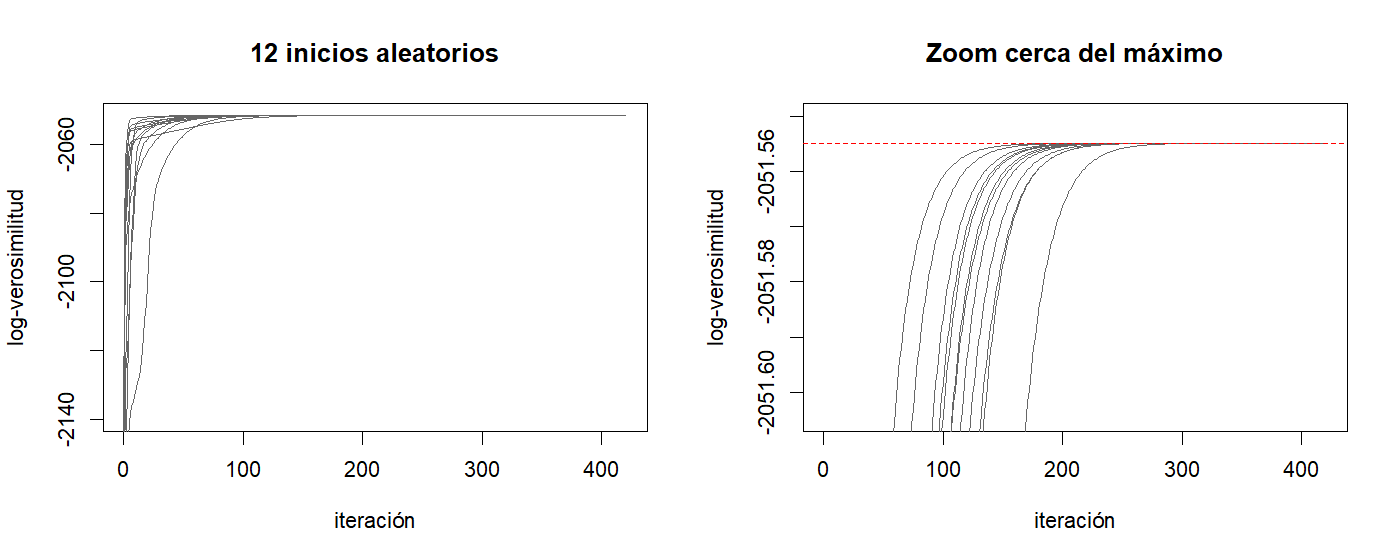 12 inicios aleatorios
log-verosimilitud
-2060
-2100
-2140
0 100 200 300 400
iteración
Zoom cerca del máximo
log-verosimilitud
-2051.56
-2051.58
-2051.60
0 100 200 300 400
iteración